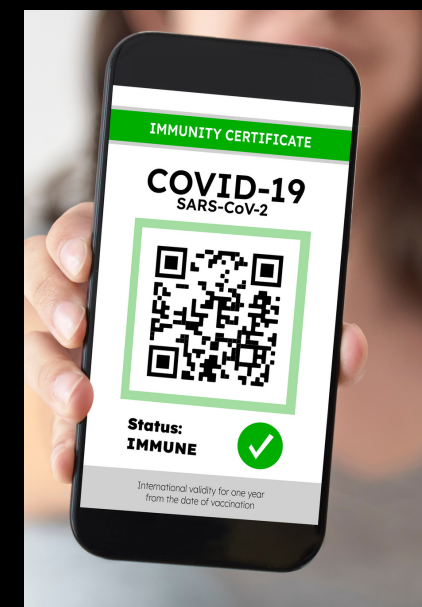 IMMUNITY CERTIFICATE
COVID-19
SARS-CoV-2
Status:
IMMUNE
International validity for one year
from the date of vaccination